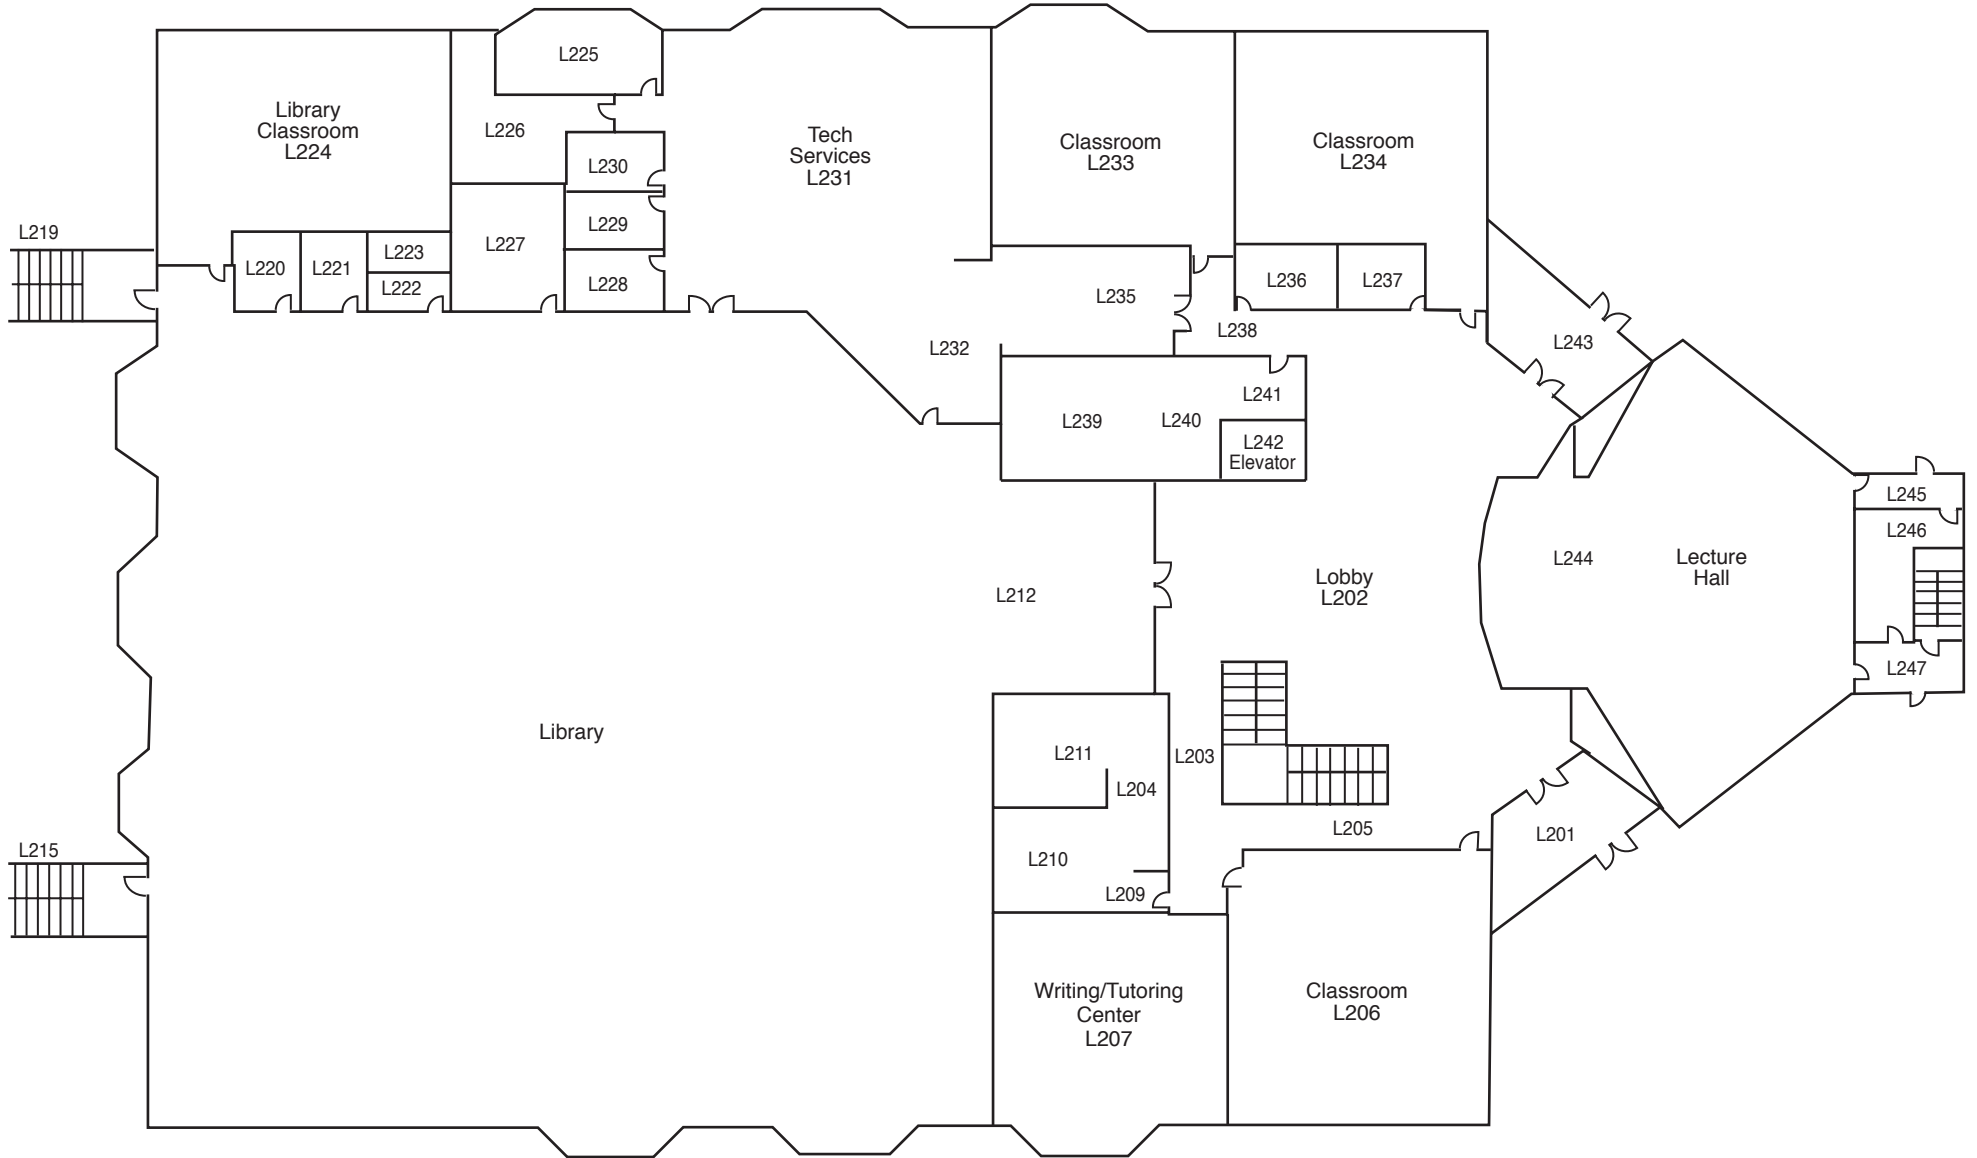 L225
Library
Classroom
L224
L226
Tech
Services
L231
Classroom
L233
Classroom
L234
L230
L229
L219
L227
L223
L220
L221
L222
L228
L235
L236
L237
L238
L232
L243
L241
L239
L240
L242
Elevator
L245
L246
L244
Lecture
Hall
Lobby
L202
L212
L247
Library
L211
L203
L204
L205
L201
L215
L210
L209
Writing/Tutoring
Center
L207
Classroom
L206